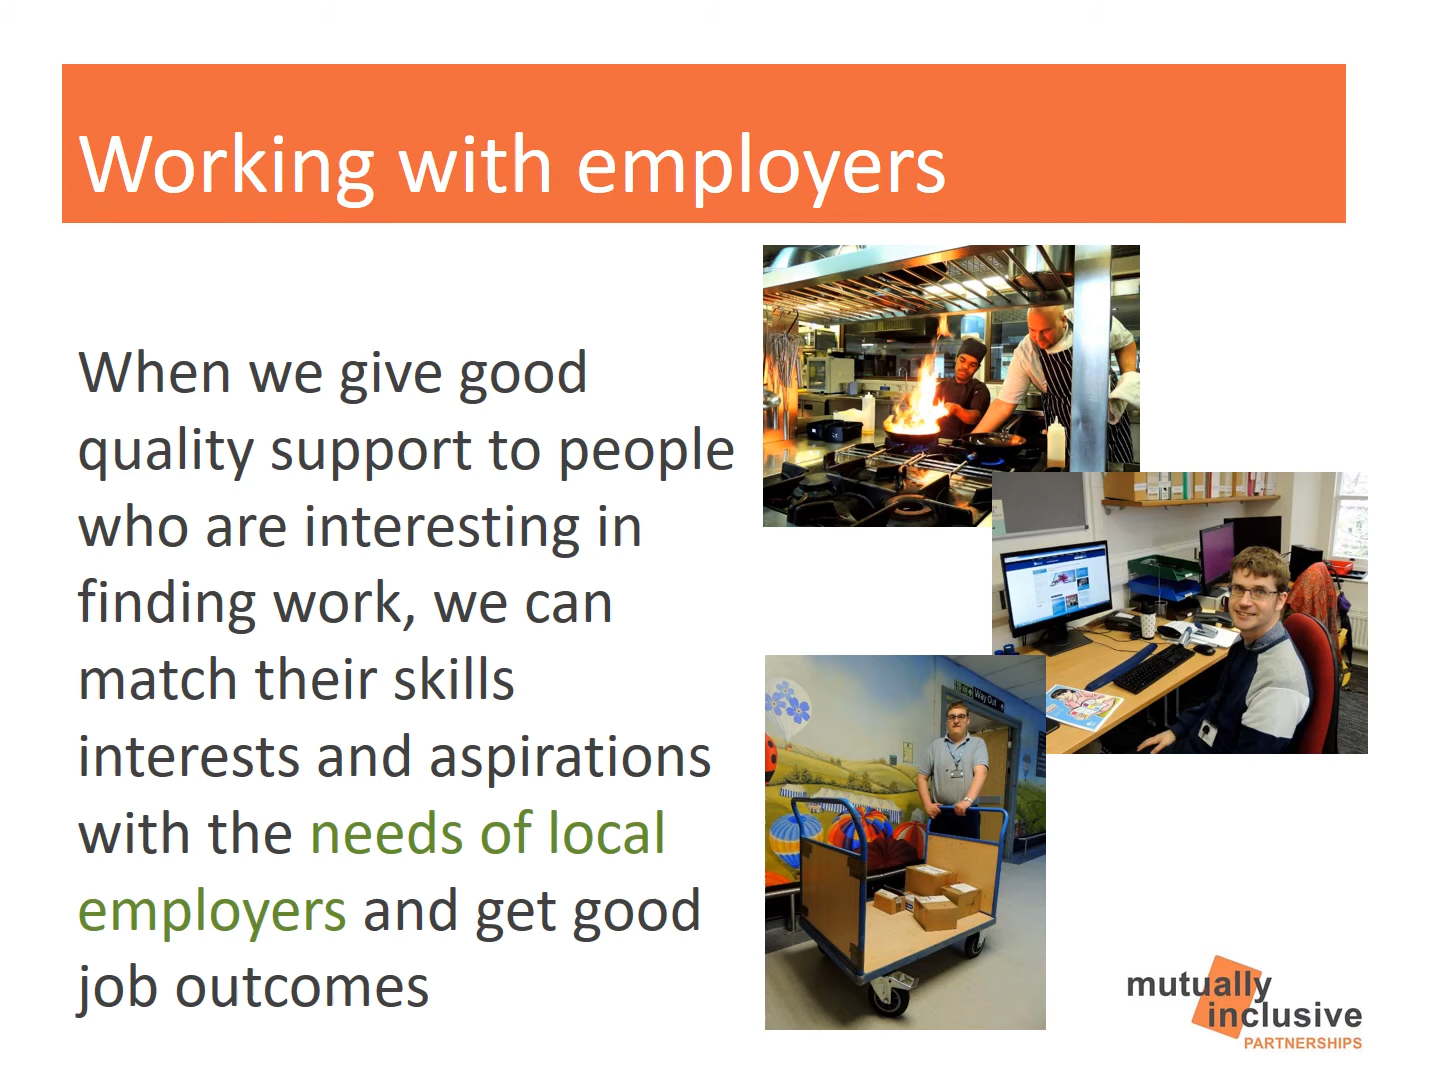 Working with employers
When we give good
quality support to people
who are interesting in
finding work, we can
match their skills
interests and aspirations
with the needs of local
employers and get good
job outcomes
Way Out
mutually
inclusive
PARTNERSHIPS